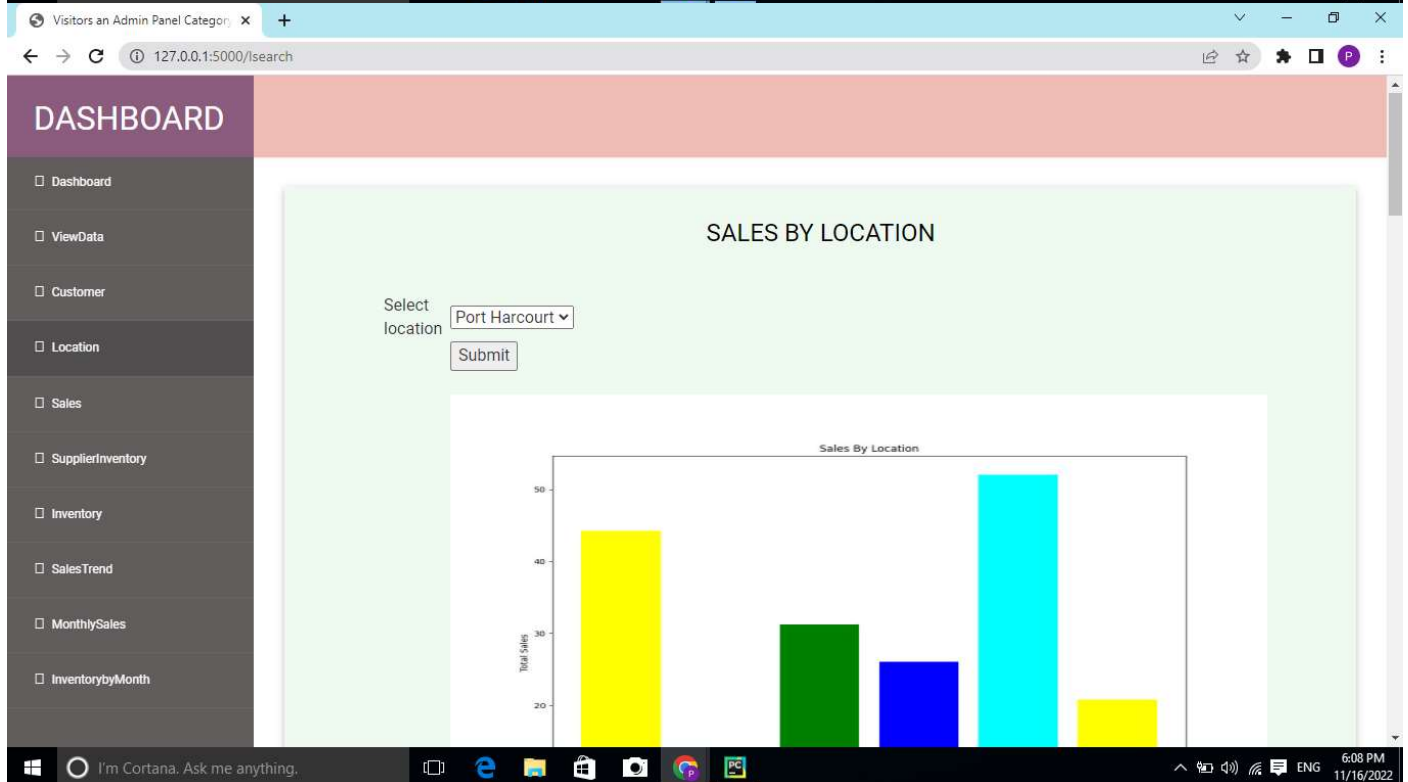 Visitors an Admin Panel Categor
127.0.0.1:5000/lsearch
P
DASHBOARD
Dashboard
ViewData
Customer
Location
Sales
SupplierInventory
Inventory
SalesTrend
MonthlySales
InventorybyMonth
SALES BY LOCATION
Select
location
Port Harcourt
Submit
Sales By Location
50
40
30
20
Total Sales
I'm Cortana. Ask me anything.
P
PC
ENG
6:08 PM
11/16/2022